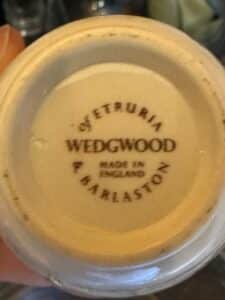 of ETRURIA
WEDGWOOD
MADE IN
ENGLAND
& BARLASTON